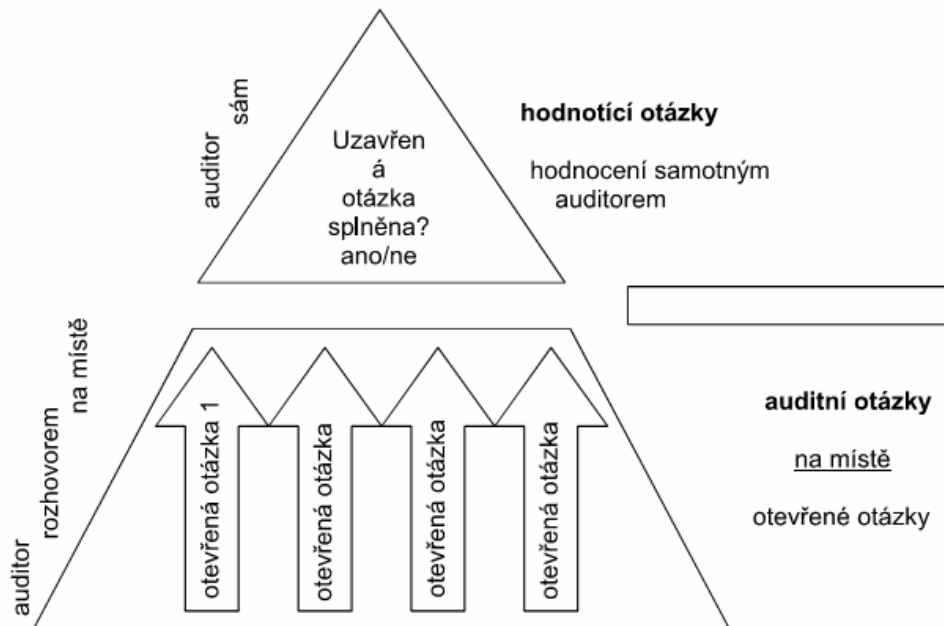 auditor
sám
Uzavřen
á
otázka
splněna?
ano/ne
hodnotící otázky
hodnocení samotným
auditorem
auditor
rozhovorem
na místě
otevřená otázka 1
otevřená otázka
otevřená otázka
otevřená otázka
auditní otázky
na místě
otevřené otázky